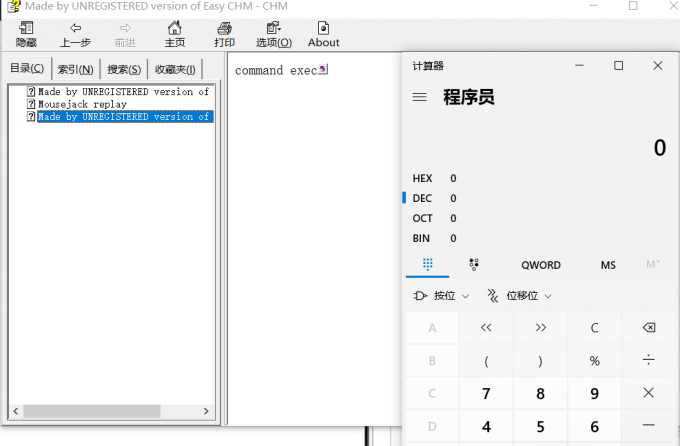 Made by UNREGISTERED version of Easy CHM - CHM
隐藏 上一步 前进 主页 打印 选项(O) About
目录(C) 索引(N) 搜索(S) 收藏夹(I)
Made by UNREGISTERED version of
Mousejack replay
Made by UNREGISTERED version of
command exec
计算器
程序员
0
HEX 0
DEC 0
OCT 0
BIN 0
QWORD MS M˅
按位 位移位
A << >> C
B ( ) % ÷
C 7 8 9 ×
D 4 5 6 −